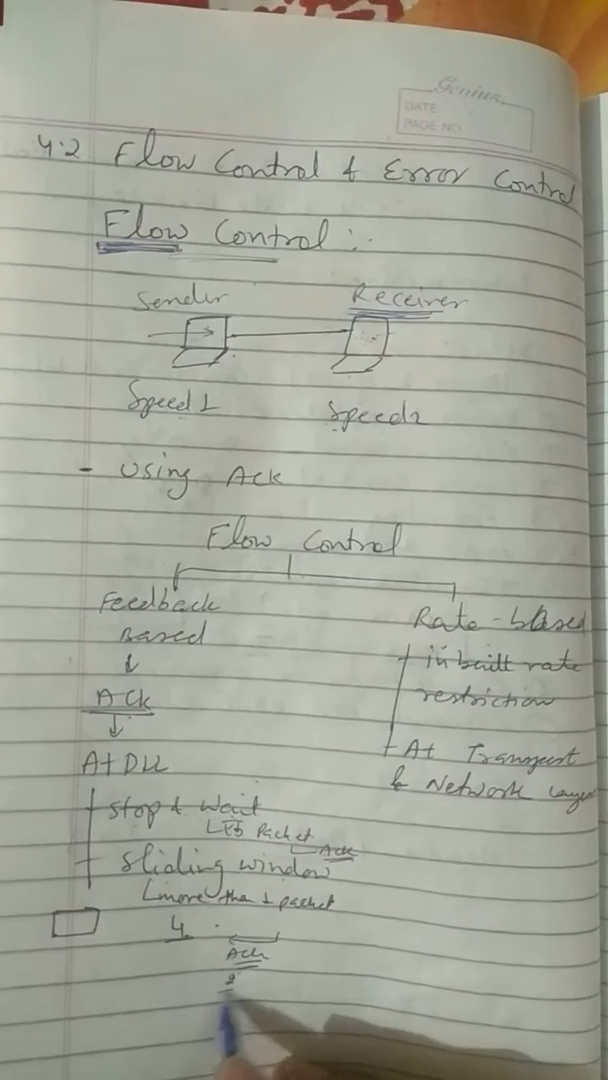 Genius
DATE
PAGE NO.
4.2 Flow Control & Error Control
Flow Control :-
Sender Receiver
Speed 1 Speed 2
- Using Ack
Flow Control
Feedback Rate-based
Based
in built rate
ACK restriction
At DLL At Transport
& Network Layer
Stop & Wait
Packet
Ack
Sliding window
more than 1 packet
4
Ack
2